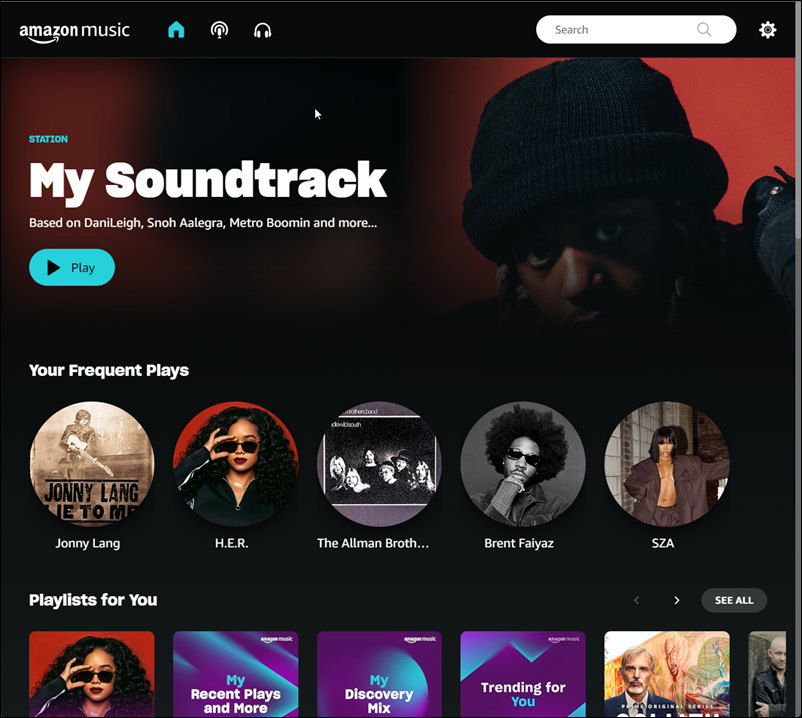 amazon music
Search
STATION
My Soundtrack
Based on DaniLeigh, Snoh Aalegra, Metro Boomin and more...
Play
Your Frequent Plays
JONNY LANG
LIE TO ME
brothers band
idlewild south
Jonny Lang
H.E.R.
The Allman Broth...
Brent Faiyaz
SZA
Playlists for You
SEE ALL
amazon music
My
Recent Plays
and More
amazon music
My
Discovery
Mix
amazon music
Trending for
You
PRIME ORIGINAL SERIES